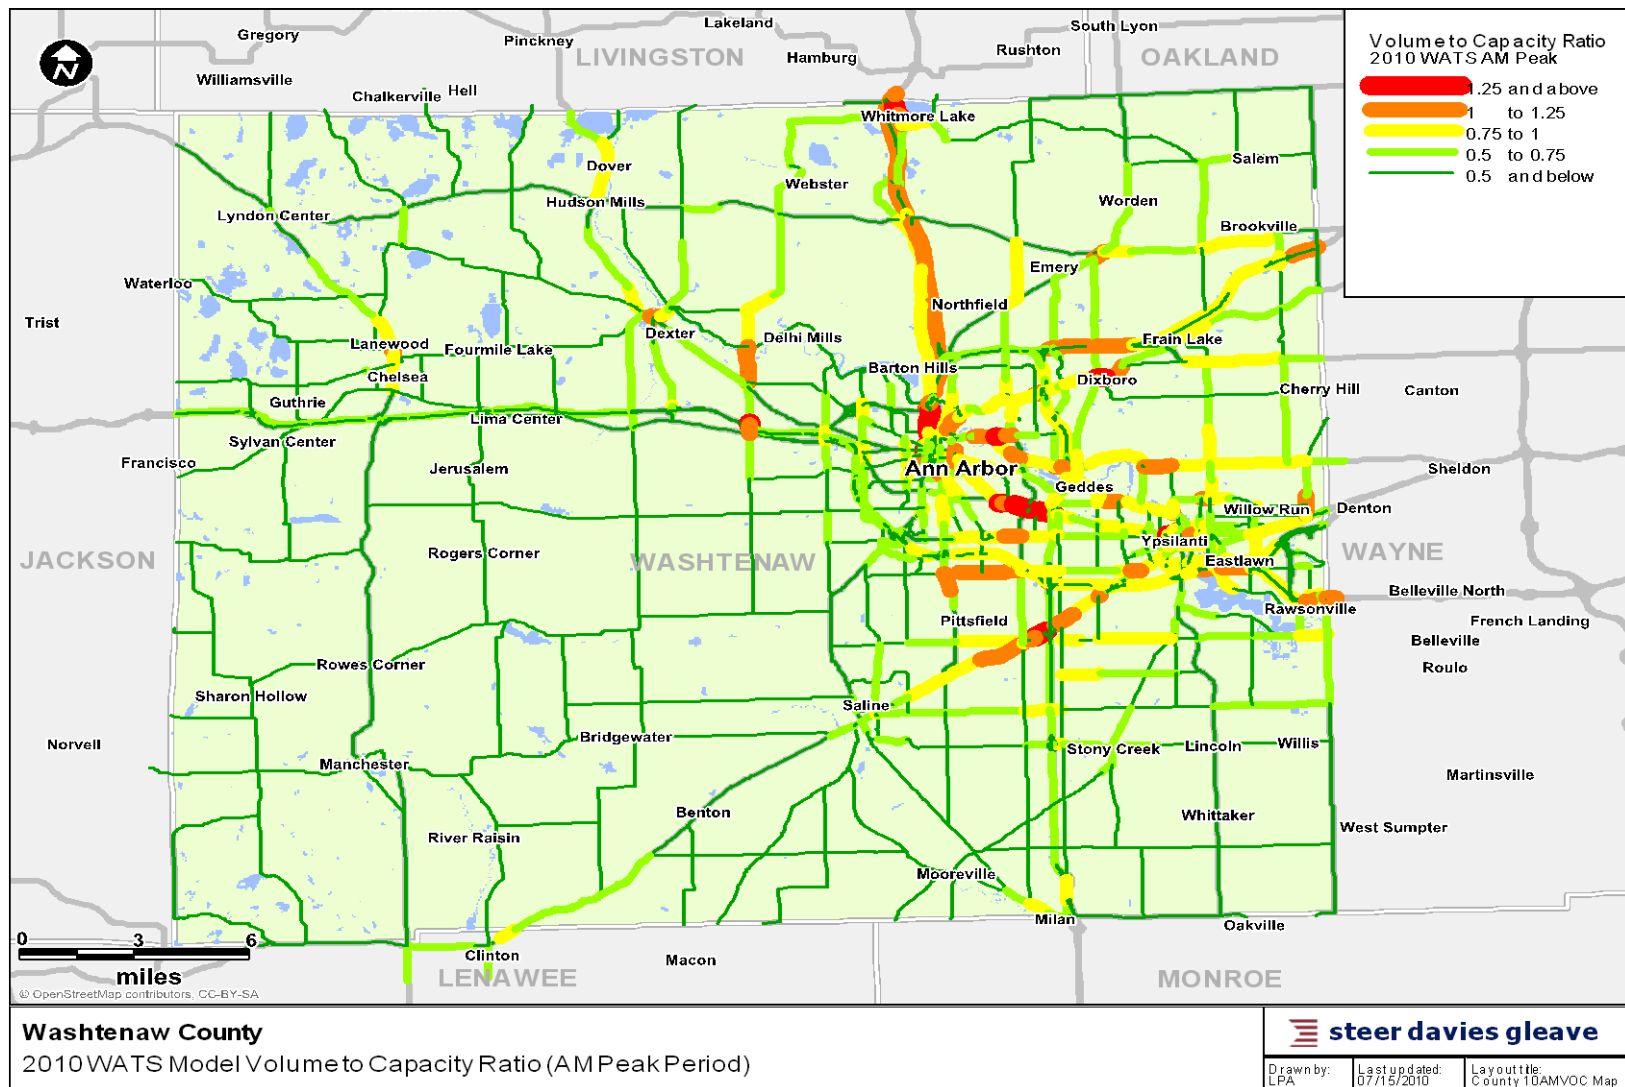 Lakeland
South Lyon
Gregory
Pinckney
LIVINGSTON
Hamburg
Rushton
OAKLAND
Williamsville
Chalkerville
Hell
Volume to Capacity Ratio
2010 WATS AM Peak
1.25 and above
1 to 1.25
0.75 to 1
0.5 to 0.75
0.5 and below
N
Whitmore Lake
Dover
Salem
Webster
Hudson Mills
Worden
Lyndon Center
Brookville
Emery
Waterloo
Northfield
Trist
Dexter
Delhi Mills
Frain Lake
Lanewood
Fourmile Lake
Barton Hills
Chelsea
Dixboro
Cherry Hill
Canton
Guthrie
Lima Center
Sylvan Center
Francisco
Jerusalem
Ann Arbor
Sheldon
Geddes
Willow Run
Denton
Rogers Corner
Ypsilanti
JACKSON
WASHTENAW
Eastlawn
WAYNE
Belleville North
Rawsonville
Pittsfield
French Landing
Belleville
Rowes Corner
Roulo
Sharon Hollow
Saline
Norvell
Bridgewater
Stony Creek
Lincoln
Willis
Manchester
Martinsville
Benton
Whittaker
West Sumpter
River Raisin
Mooreville
Milan
Oakville
0 3 6
miles
Clinton
Macon
LENAWEE
MONROE
© OpenStreetMap contributors, CC-BY-SA
Washtenaw County
2010 WATS Model Volume to Capacity Ratio (AM Peak Period)
steer davies gleave
Drawn by:
LPA
Last updated:
07/15/2010
Layout title:
County 10AMVOC Map